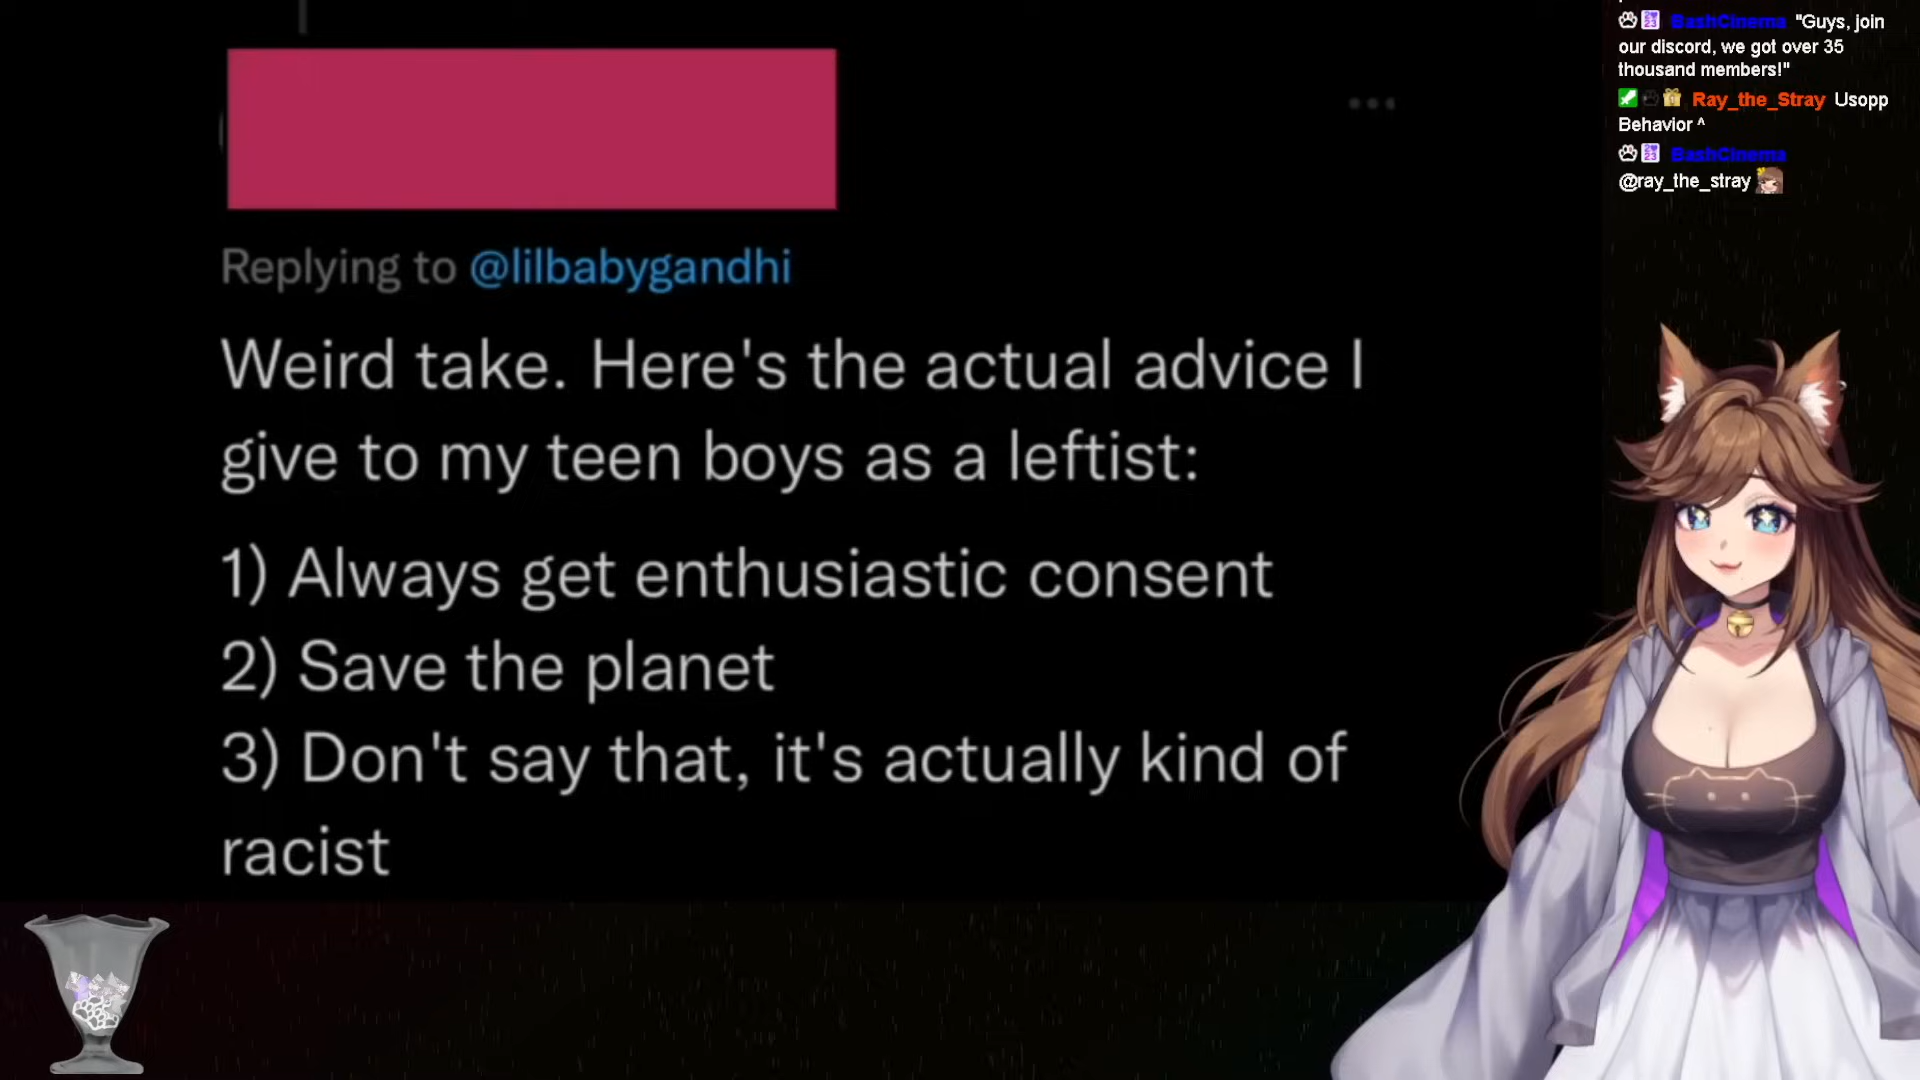 BashCinema "Guys, join
our discord, we got over 35
thousand members!"
Ray_the_Stray Usopp
Behavior ^
BashCinema
@ray_the_stray
Replying to @lilbabygandhi
Weird take. Here's the actual advice I
give to my teen boys as a leftist:
1) Always get enthusiastic consent
2) Save the planet
3) Don't say that, it's actually kind of
racist